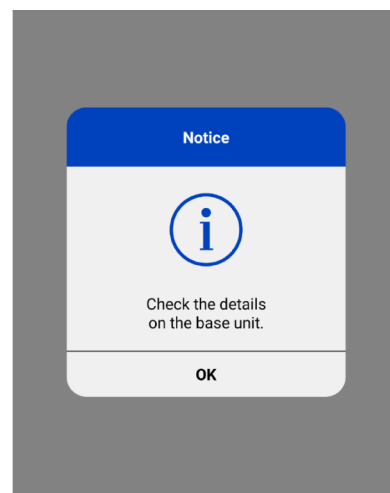 Notice
i
Check the details
on the base unit.
OK